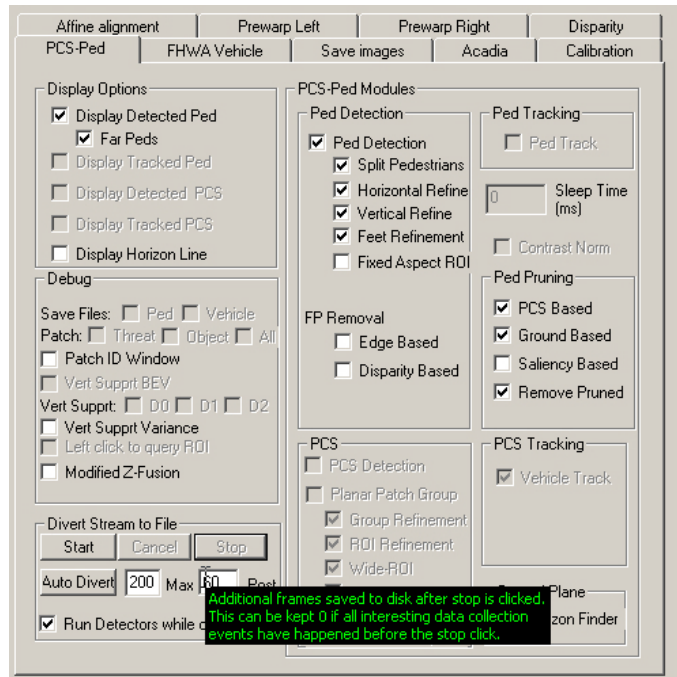 Affine alignment Prewarp Left Prewarp Right Disparity
PCS-Ped FHWA Vehicle Save images Acadia Calibration
Display Options
Display Detected Ped
Far Peds
Display Tracked Ped
Display Detected PCS
Display Tracked PCS
Display Horizon Line
Debug
Save Files: Ped Vehicle
Patch: Threat Object All
Patch ID Window
Vert Supprt BEV
Vert Supprt: D0 D1 D2
Vert Supprt Variance
Left click to query ROI
Modified Z-Fusion
Divert Stream to File
Start Cancel Stop
Auto Divert 200 Max 60 Post
Run Detectors while
PCS-Ped Modules
Ped Detection
Ped Detection
Split Pedestrians
Horizontal Refine
Vertical Refine
Feet Refinement
Fixed Aspect ROI
FP Removal
Edge Based
Disparity Based
Ped Tracking
Ped Track
0 Sleep Time
(ms)
Contrast Norm
Ped Pruning
PCS Based
Ground Based
Saliency Based
Remove Pruned
PCS
PCS Detection
Planar Patch Group
Group Refinement
ROI Refinement
Wide-ROI
PCS Tracking
Vehicle Track
Plane
zon Finder
Additional frames saved to disk after stop is clicked.
This can be kept 0 if all interesting data collection
events have happened before the stop click.